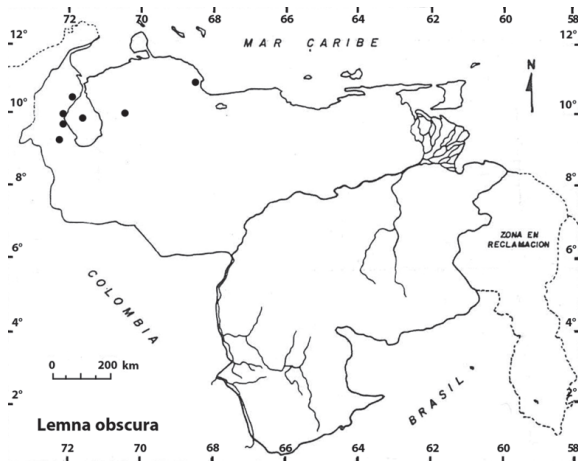 72 70 68 66 64 62 60 58
12° 12°
MAR CARIBE
N
10° 10°
8° 8°
ZONA EN
RECLAMACION
6° 6°
COLOMBIA
4° 4°
0 200 km
BRASIL
2° 2°
Lemna obscura
72 70 68 66 64 62 60 58